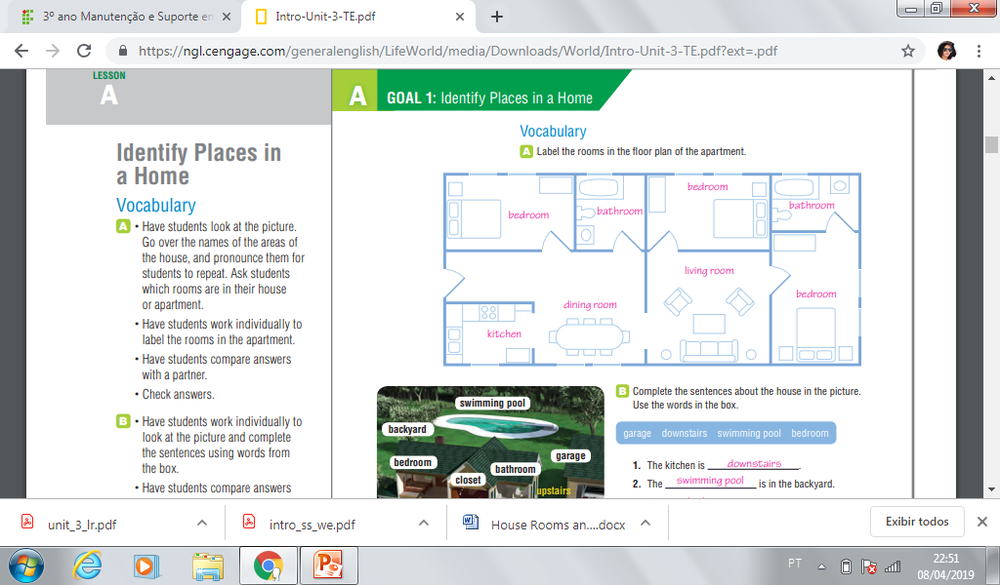 3º ano Manutenção e Suporte en
Intro-Unit-3-TE.pdf
https://ngl.cengage.com/generalenglish/LifeWorld/media/Downloads/World/Intro-Unit-3-TE.pdf?ext=.pdf
LESSON
A
Identify Places in
a Home
Vocabulary
A • Have students look at the picture.
Go over the names of the areas of
the house, and pronounce them for
students to repeat. Ask students
which rooms are in their house
or apartment.
• Have students work individually to
label the rooms in the apartment.
• Have students compare answers
with a partner.
• Check answers.
B • Have students work individually to
look at the picture and complete
the sentences using words from
the box.
• Have students compare answers
A GOAL 1: Identify Places in a Home
Vocabulary
A Label the rooms in the floor plan of the apartment.
bedroom
bathroom
bedroom
bathroom
living room
bedroom
dining room
kitchen
swimming pool
backyard
bedroom
closet
bathroom
garage
upstairs
B Complete the sentences about the house in the picture.
Use the words in the box.
garage downstairs swimming pool bedroom
1. The kitchen is downstairs.
2. The swimming pool is in the backyard.
unit_3_lr.pdf
intro_ss_we.pdf
House Rooms an....docx
Exibir todos
PT
22:51
08/04/2019